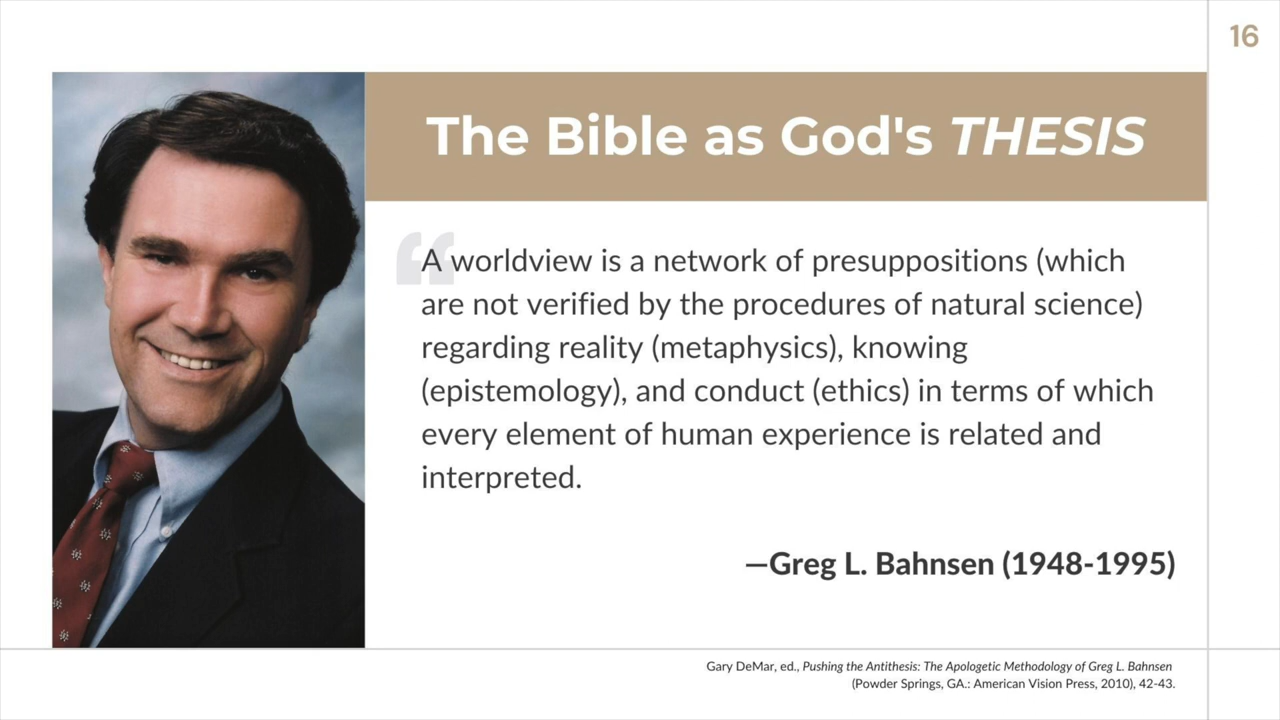 16
The Bible as God's THESIS
“
A worldview is a network of presuppositions (which
are not verified by the procedures of natural science)
regarding reality (metaphysics), knowing
(epistemology), and conduct (ethics) in terms of which
every element of human experience is related and
interpreted.
—Greg L. Bahnsen (1948-1995)
Gary DeMar, ed., Pushing the Antithesis: The Apologetic Methodology of Greg L. Bahnsen
(Powder Springs, GA.: American Vision Press, 2010), 42-43.